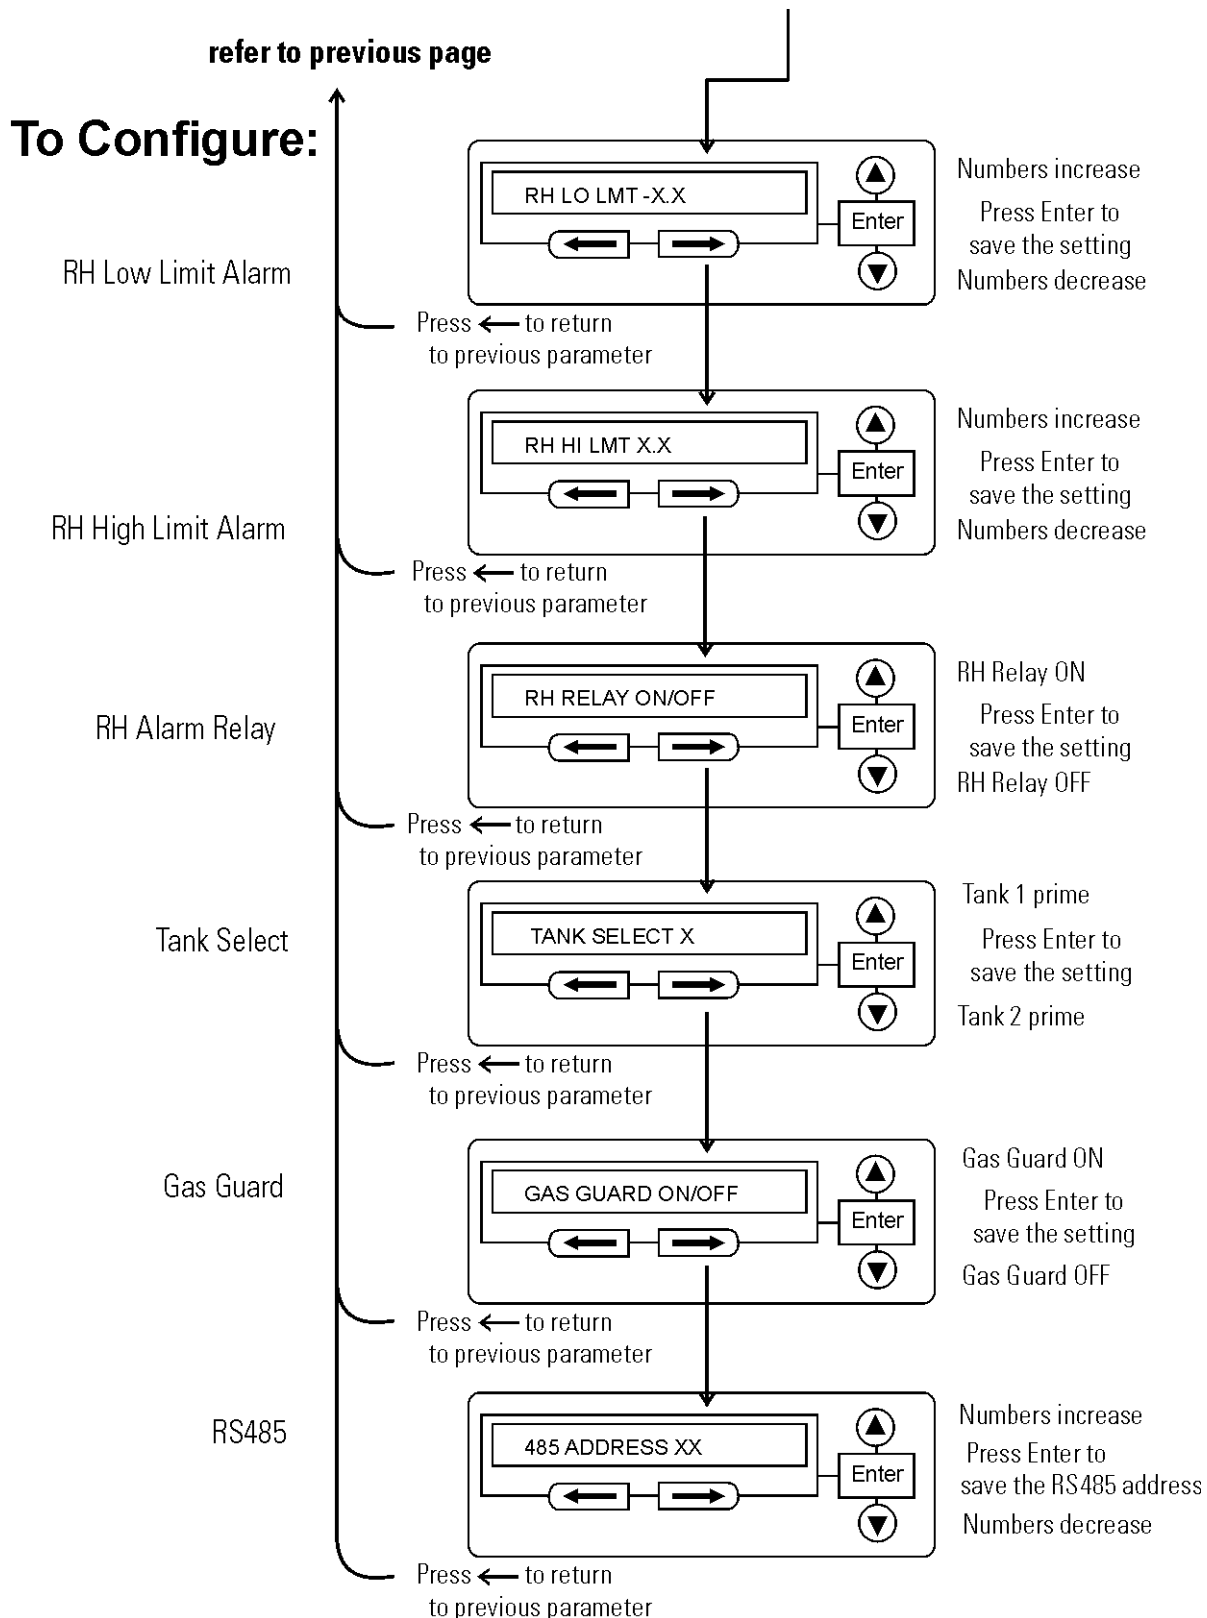 refer to previous page
To Configure:
RH LO LMT -X.X
Enter
Numbers increase
Press Enter to
save the setting
Numbers decrease
RH Low Limit Alarm
Press ← to return
to previous parameter
RH HI LMT X.X
Enter
Numbers increase
Press Enter to
save the setting
Numbers decrease
RH High Limit Alarm
Press ← to return
to previous parameter
RH RELAY ON/OFF
Enter
RH Relay ON
Press Enter to
save the setting
RH Relay OFF
RH Alarm Relay
Press ← to return
to previous parameter
TANK SELECT X
Enter
Tank 1 prime
Press Enter to
save the setting
Tank 2 prime
Tank Select
Press ← to return
to previous parameter
GAS GUARD ON/OFF
Enter
Gas Guard ON
Press Enter to
save the setting
Gas Guard OFF
Gas Guard
Press ← to return
to previous parameter
RS485
485 ADDRESS XX
Enter
Numbers increase
Press Enter to
save the RS485 address
Numbers decrease
Press ← to return
to previous parameter